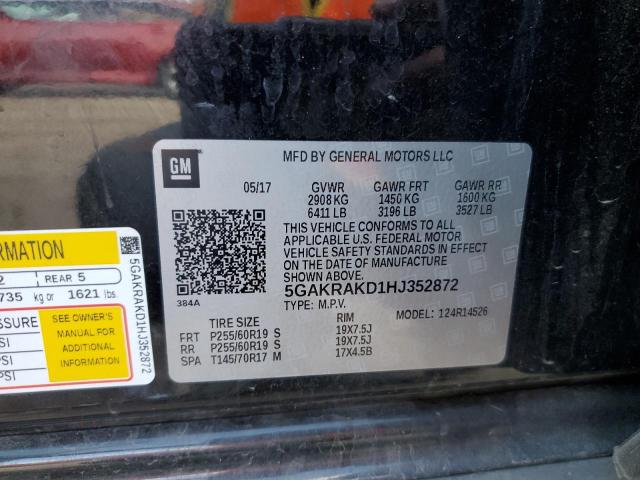 GM
MFD BY GENERAL MOTORS LLC
05/17 GVWR GAWR FRT GAWR RR
2908 KG 1450 KG 1600 KG
6411 LB 3196 LB 3527 LB
THIS VEHICLE CONFORMS TO ALL
APPLICABLE U.S. FEDERAL MOTOR
VEHICLE SAFETY STANDARDS IN EFFECT
ON THE DATE OF MANUFACTURE
SHOWN ABOVE.
384A
5GAKRAKD1HJ352872
TYPE: M.P.V.
MODEL: 124R14526
TIRE SIZE RIM
FRT P255/60R19 S 19X7.5J
RR P255/60R19 S 19X7.5J
SPA T145/70R17 M 17X4.5B
2 REAR 5
735 kg or 1621 lbs.
SEE OWNER'S
MANUAL FOR
ADDITIONAL
INFORMATION
PSI
5GAKRAKD1HJ352872